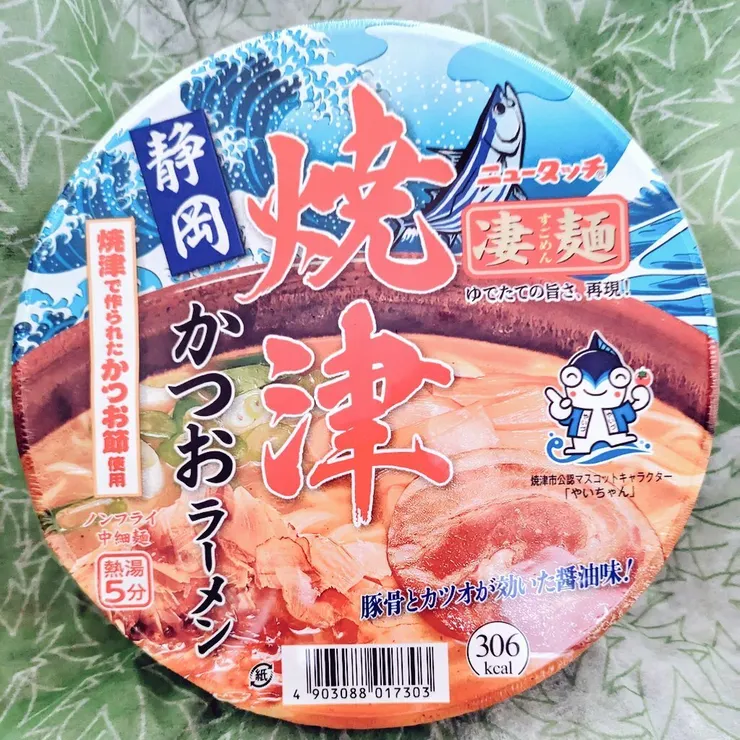 静岡
焼津
かつおラーメン
焼津で作られたかつお節使用
ニュータッチ®
凄麺
すごめん
ゆでたての旨さ、再現!!
焼津市公認マスコットキャラクター
「やいちゃん」
ノンフライ
中細麺
熱湯
5分
豚骨とカツオが効いた醤油味!
306
kcal
紙
4 903088 017303